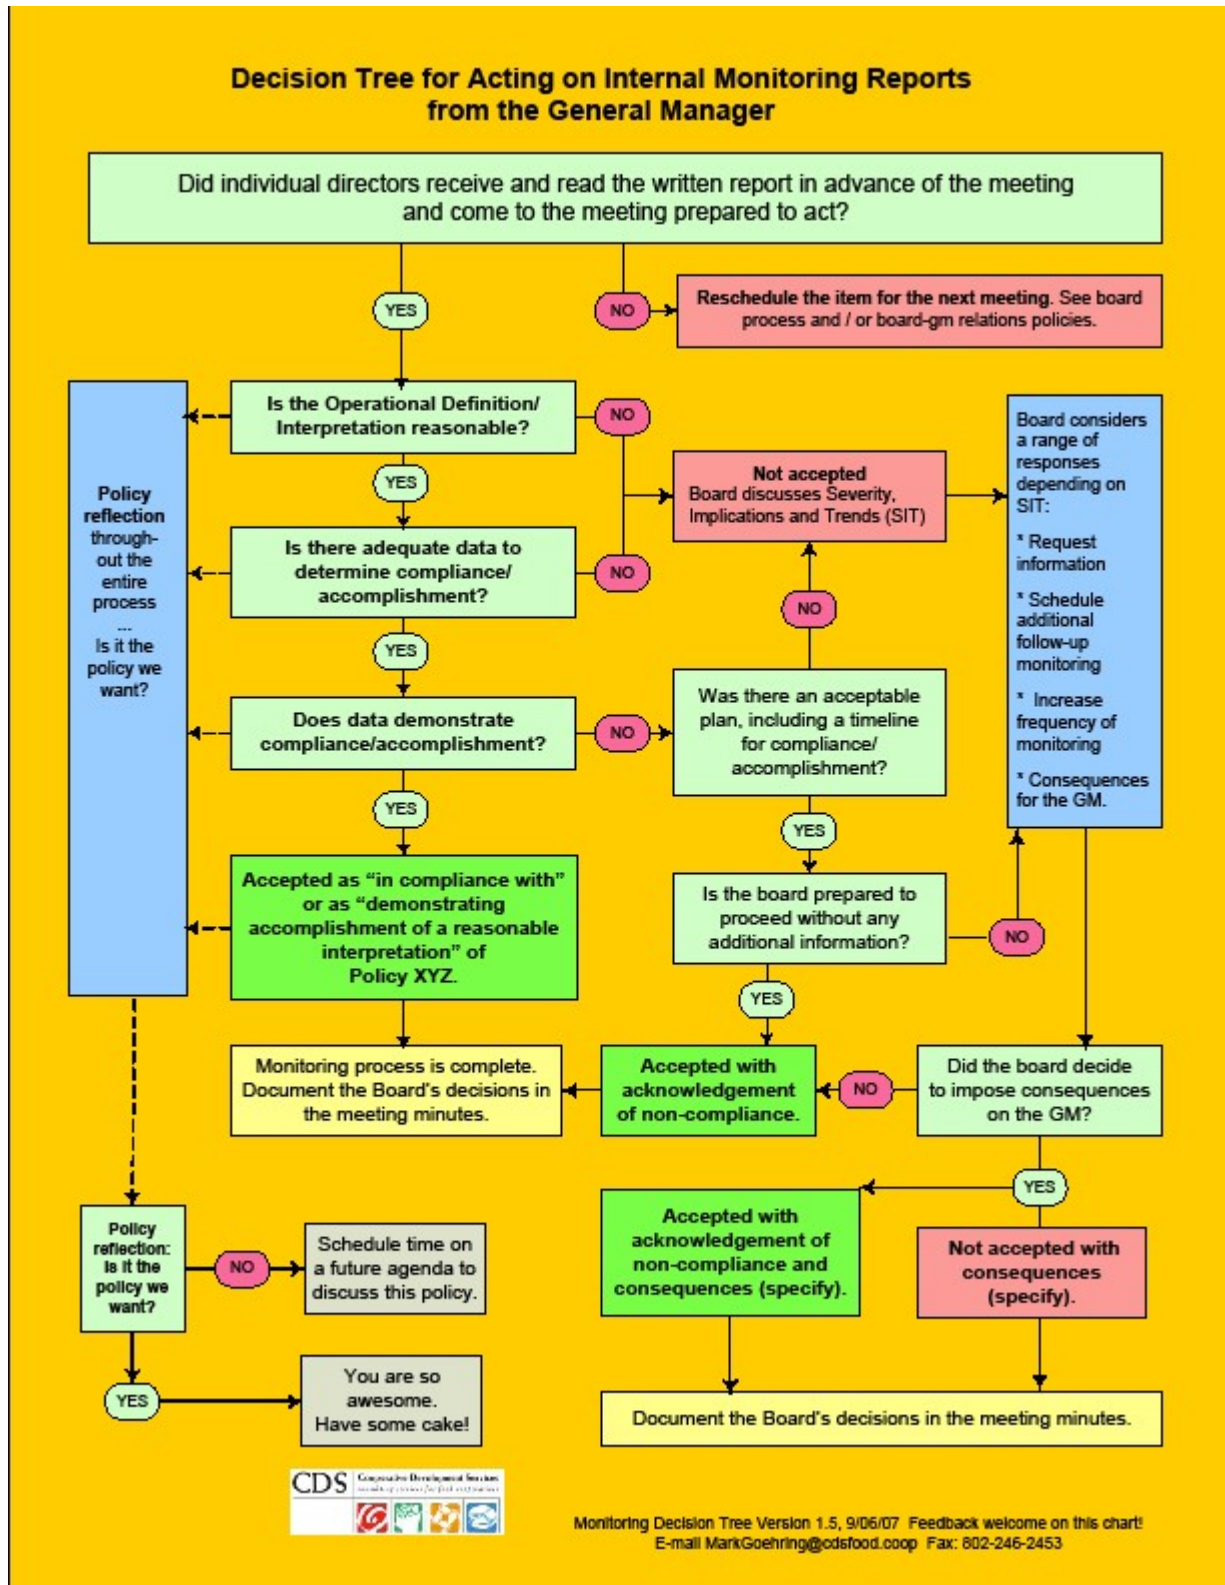 Decision Tree for Acting on Internal Monitoring Reports
from the General Manager
Did individual directors receive and read the written report in advance of the meeting
and come to the meeting prepared to act?
YES
NO
Reschedule the item for the next meeting. See board
process and / or board-gm relations policies.
Policy
reflection
through-
out the
entire
process
...
Is it the
policy we
want?
Is the Operational Definition/
Interpretation reasonable?
NO
YES
Is there adequate data to
determine compliance/
accomplishment?
NO
YES
Does data demonstrate
compliance/accomplishment?
NO
YES
Accepted as “in compliance with”
or as “demonstrating
accomplishment of a reasonable
interpretation” of
Policy XYZ.
Monitoring process is complete.
Document the Board's decisions in
the meeting minutes.
Not accepted
Board discusses Severity,
Implications and Trends (SIT)
NO
Was there an acceptable
plan, including a timeline
for compliance/
accomplishment?
YES
Is the board prepared to
proceed without any
additional information?
NO
YES
Accepted with
acknowledgement
of non-compliance.
Board considers
a range of
responses
depending on
SIT:
* Request
information
* Schedule
additional
follow-up
monitoring
* Increase
frequency of
monitoring
* Consequences
for the GM.
Did the board decide
to impose consequences
on the GM?
NO
YES
Accepted with
acknowledgement of
non-compliance and
consequences (specify).
Not accepted with
consequences
(specify).
Document the Board's decisions in the meeting minutes.
Policy
reflection:
Is it the
policy we
want?
NO
Schedule time on
a future agenda to
discuss this policy.
YES
You are so
awesome.
Have some cake!
CDS
Cooperative Development Services
Monitoring Decision Tree Version 1.5, 9/06/07 Feedback welcome on this chart!
E-mail MarkGoehring@cdsfood.coop Fax: 802-246-2453